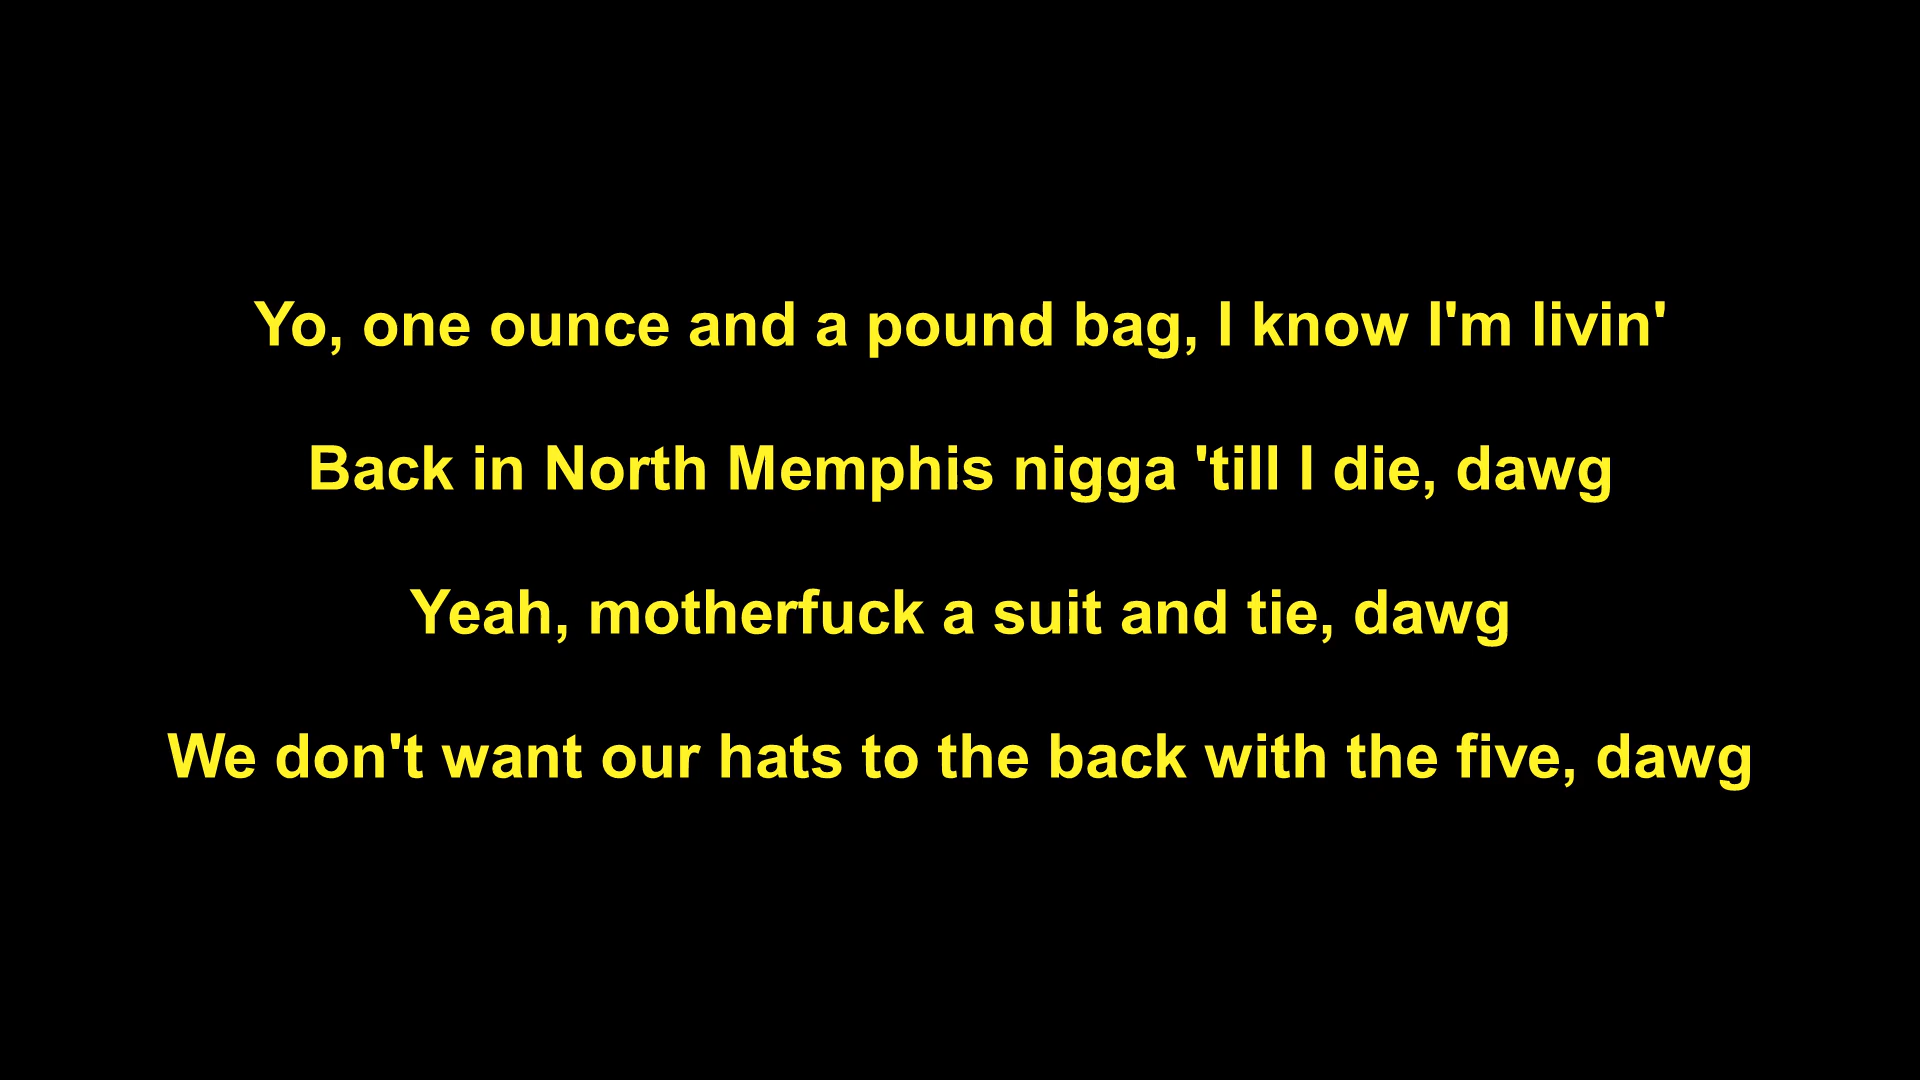 Yo, one ounce and a pound bag, I know I'm livin'
Back in North Memphis nigga 'till I die, dawg
Yeah, motherfuck a suit and tie, dawg
We don't want our hats to the back with the five, dawg